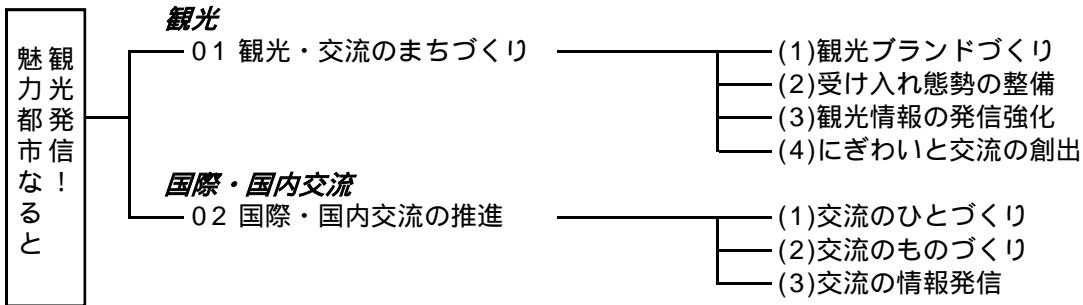 観光発信!
魅力都市なると
観光
01 観光・交流のまちづくり
(1)観光ブランドづくり
(2)受け入れ態勢の整備
(3)観光情報の発信強化
(4)にぎわいと交流の創出
国際・国内交流
02 国際・国内交流の推進
(1)交流のひとづくり
(2)交流のものづくり
(3)交流の情報発信